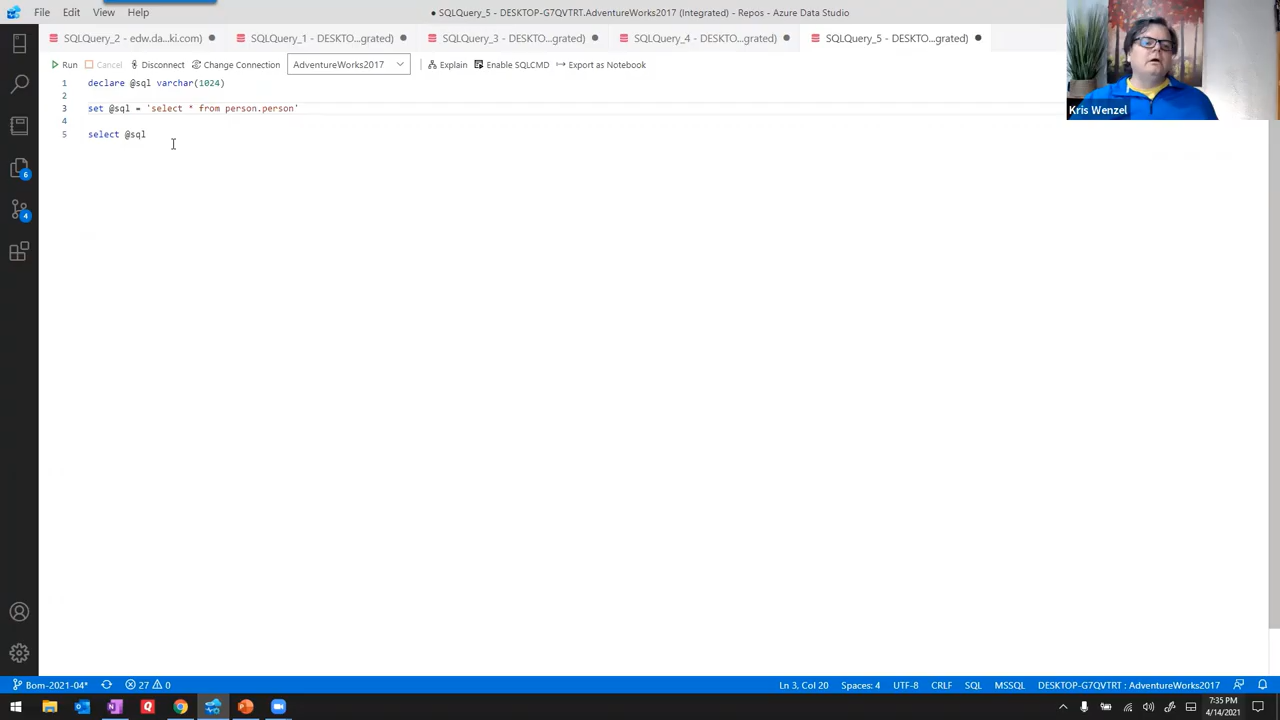 File Edit View Help
● SQLQuery_5 - DESKTOP-G7QVTRT.AdventureWorks2017 (Integrated) - Repos - Azure Data Studio
SQLQuery_2 - edw.da...ki.com) ● SQLQuery_1 - DESKTO...grated) ● SQLQuery_3 - DESKTO...grated) ● SQLQuery_4 - DESKTO...grated) ● SQLQuery_5 - DESKTO...grated) ●
Run Cancel Disconnect Change Connection AdventureWorks2017 Explain Enable SQLCMD Export as Notebook
1 declare @sql varchar(1024)
2
3 set @sql = 'select * from person.person'
4
5 select @sql
Kris Wenzel
6
4
Bom-2021-04* 27 0 Ln 3, Col 20 Spaces: 4 UTF-8 CRLF SQL MSSQL DESKTOP-G7QVTRT : AdventureWorks2017
7:35 PM
4/14/2021